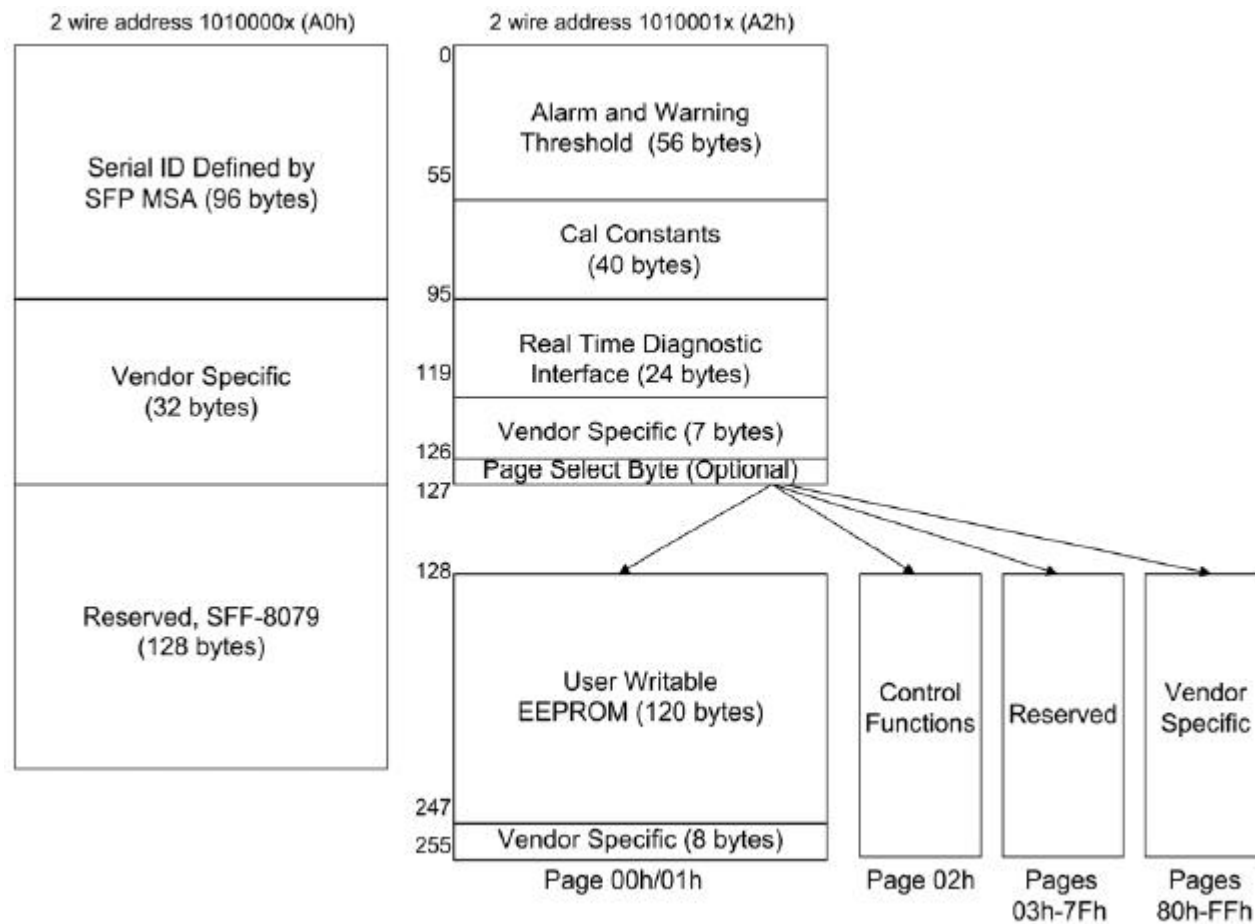 2 wire address 1010000x (A0h)
Serial ID Defined by
SFP MSA (96 bytes)
Vendor Specific
(32 bytes)
Reserved, SFF-8079
(128 bytes)
2 wire address 1010001x (A2h)
0
Alarm and Warning
Threshold (56 bytes)
55
Cal Constants
(40 bytes)
95
Real Time Diagnostic
Interface (24 bytes)
119
Vendor Specific (7 bytes)
126
Page Select Byte (Optional)
127
128
User Writable
EEPROM (120 bytes)
247
Vendor Specific (8 bytes)
255
Page 00h/01h
Control
Functions
Page 02h
Reserved
Pages
03h-7Fh
Vendor
Specific
Pages
80h-FFh